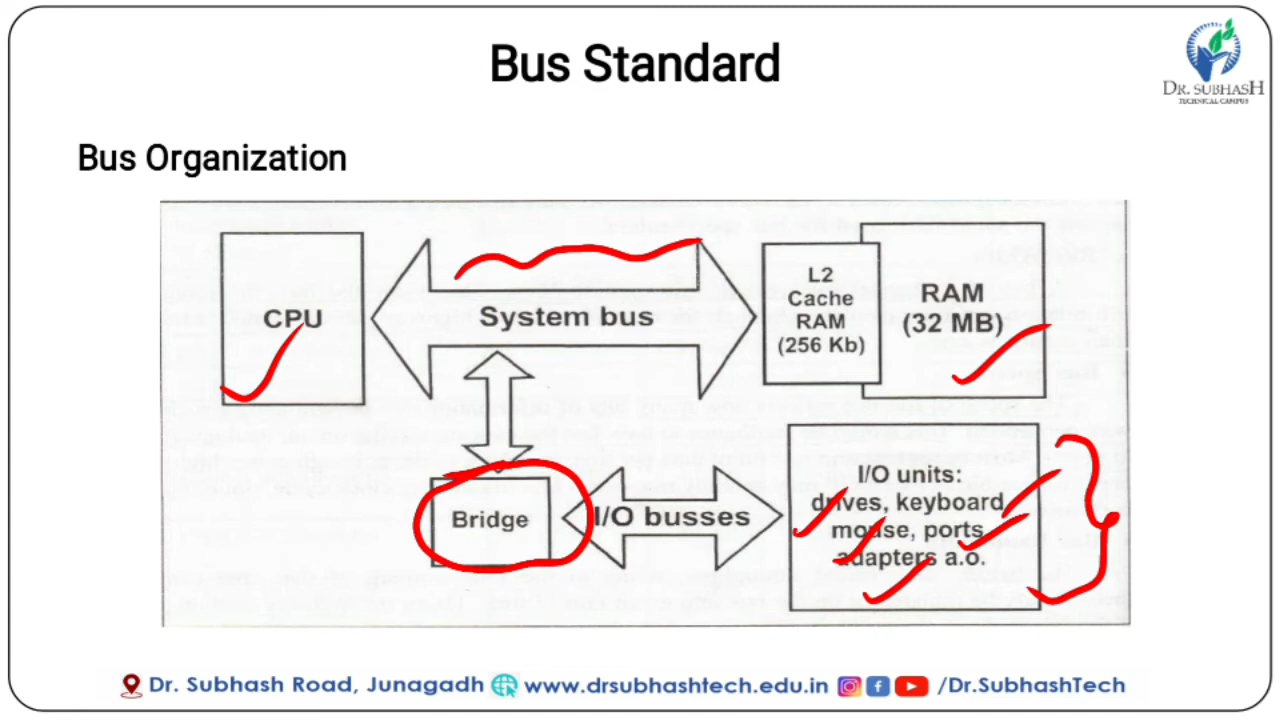 Bus Standard
DR. SUBHASH
TECHNICAL CAMPUS
Bus Organization
CPU
System bus
L2
Cache
RAM
(256 Kb)
RAM
(32 MB)
Bridge
I/O busses
I/O units:
drives, keyboard
mouse, ports
adapters a.o.
Dr. Subhash Road, Junagadh
www.drsubhashtech.edu.in
/Dr.SubhashTech